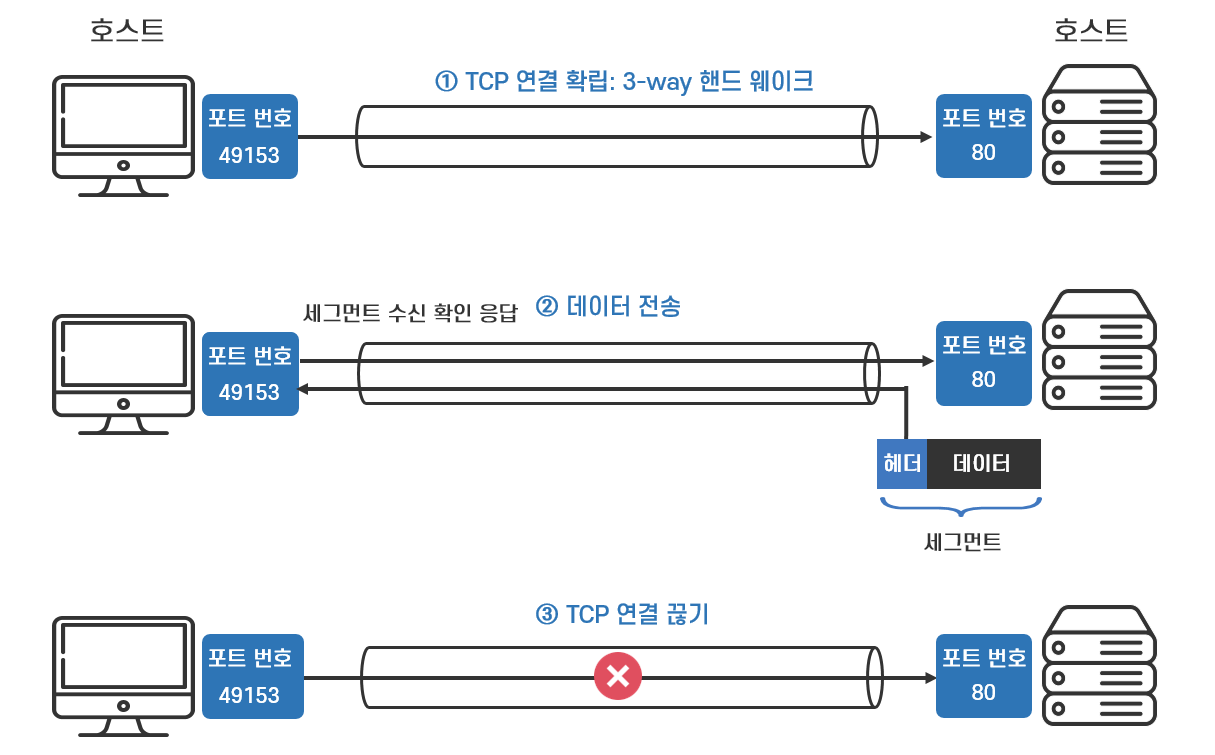 호스트
호스트
① TCP 연결 확립: 3-way 핸드 웨이크
포트 번호
49153
포트 번호
80
세그먼트 수신 확인 응답
② 데이터 전송
포트 번호
49153
포트 번호
80
헤더
데이터
세그먼트
③ TCP 연결 끊기
포트 번호
49153
포트 번호
80